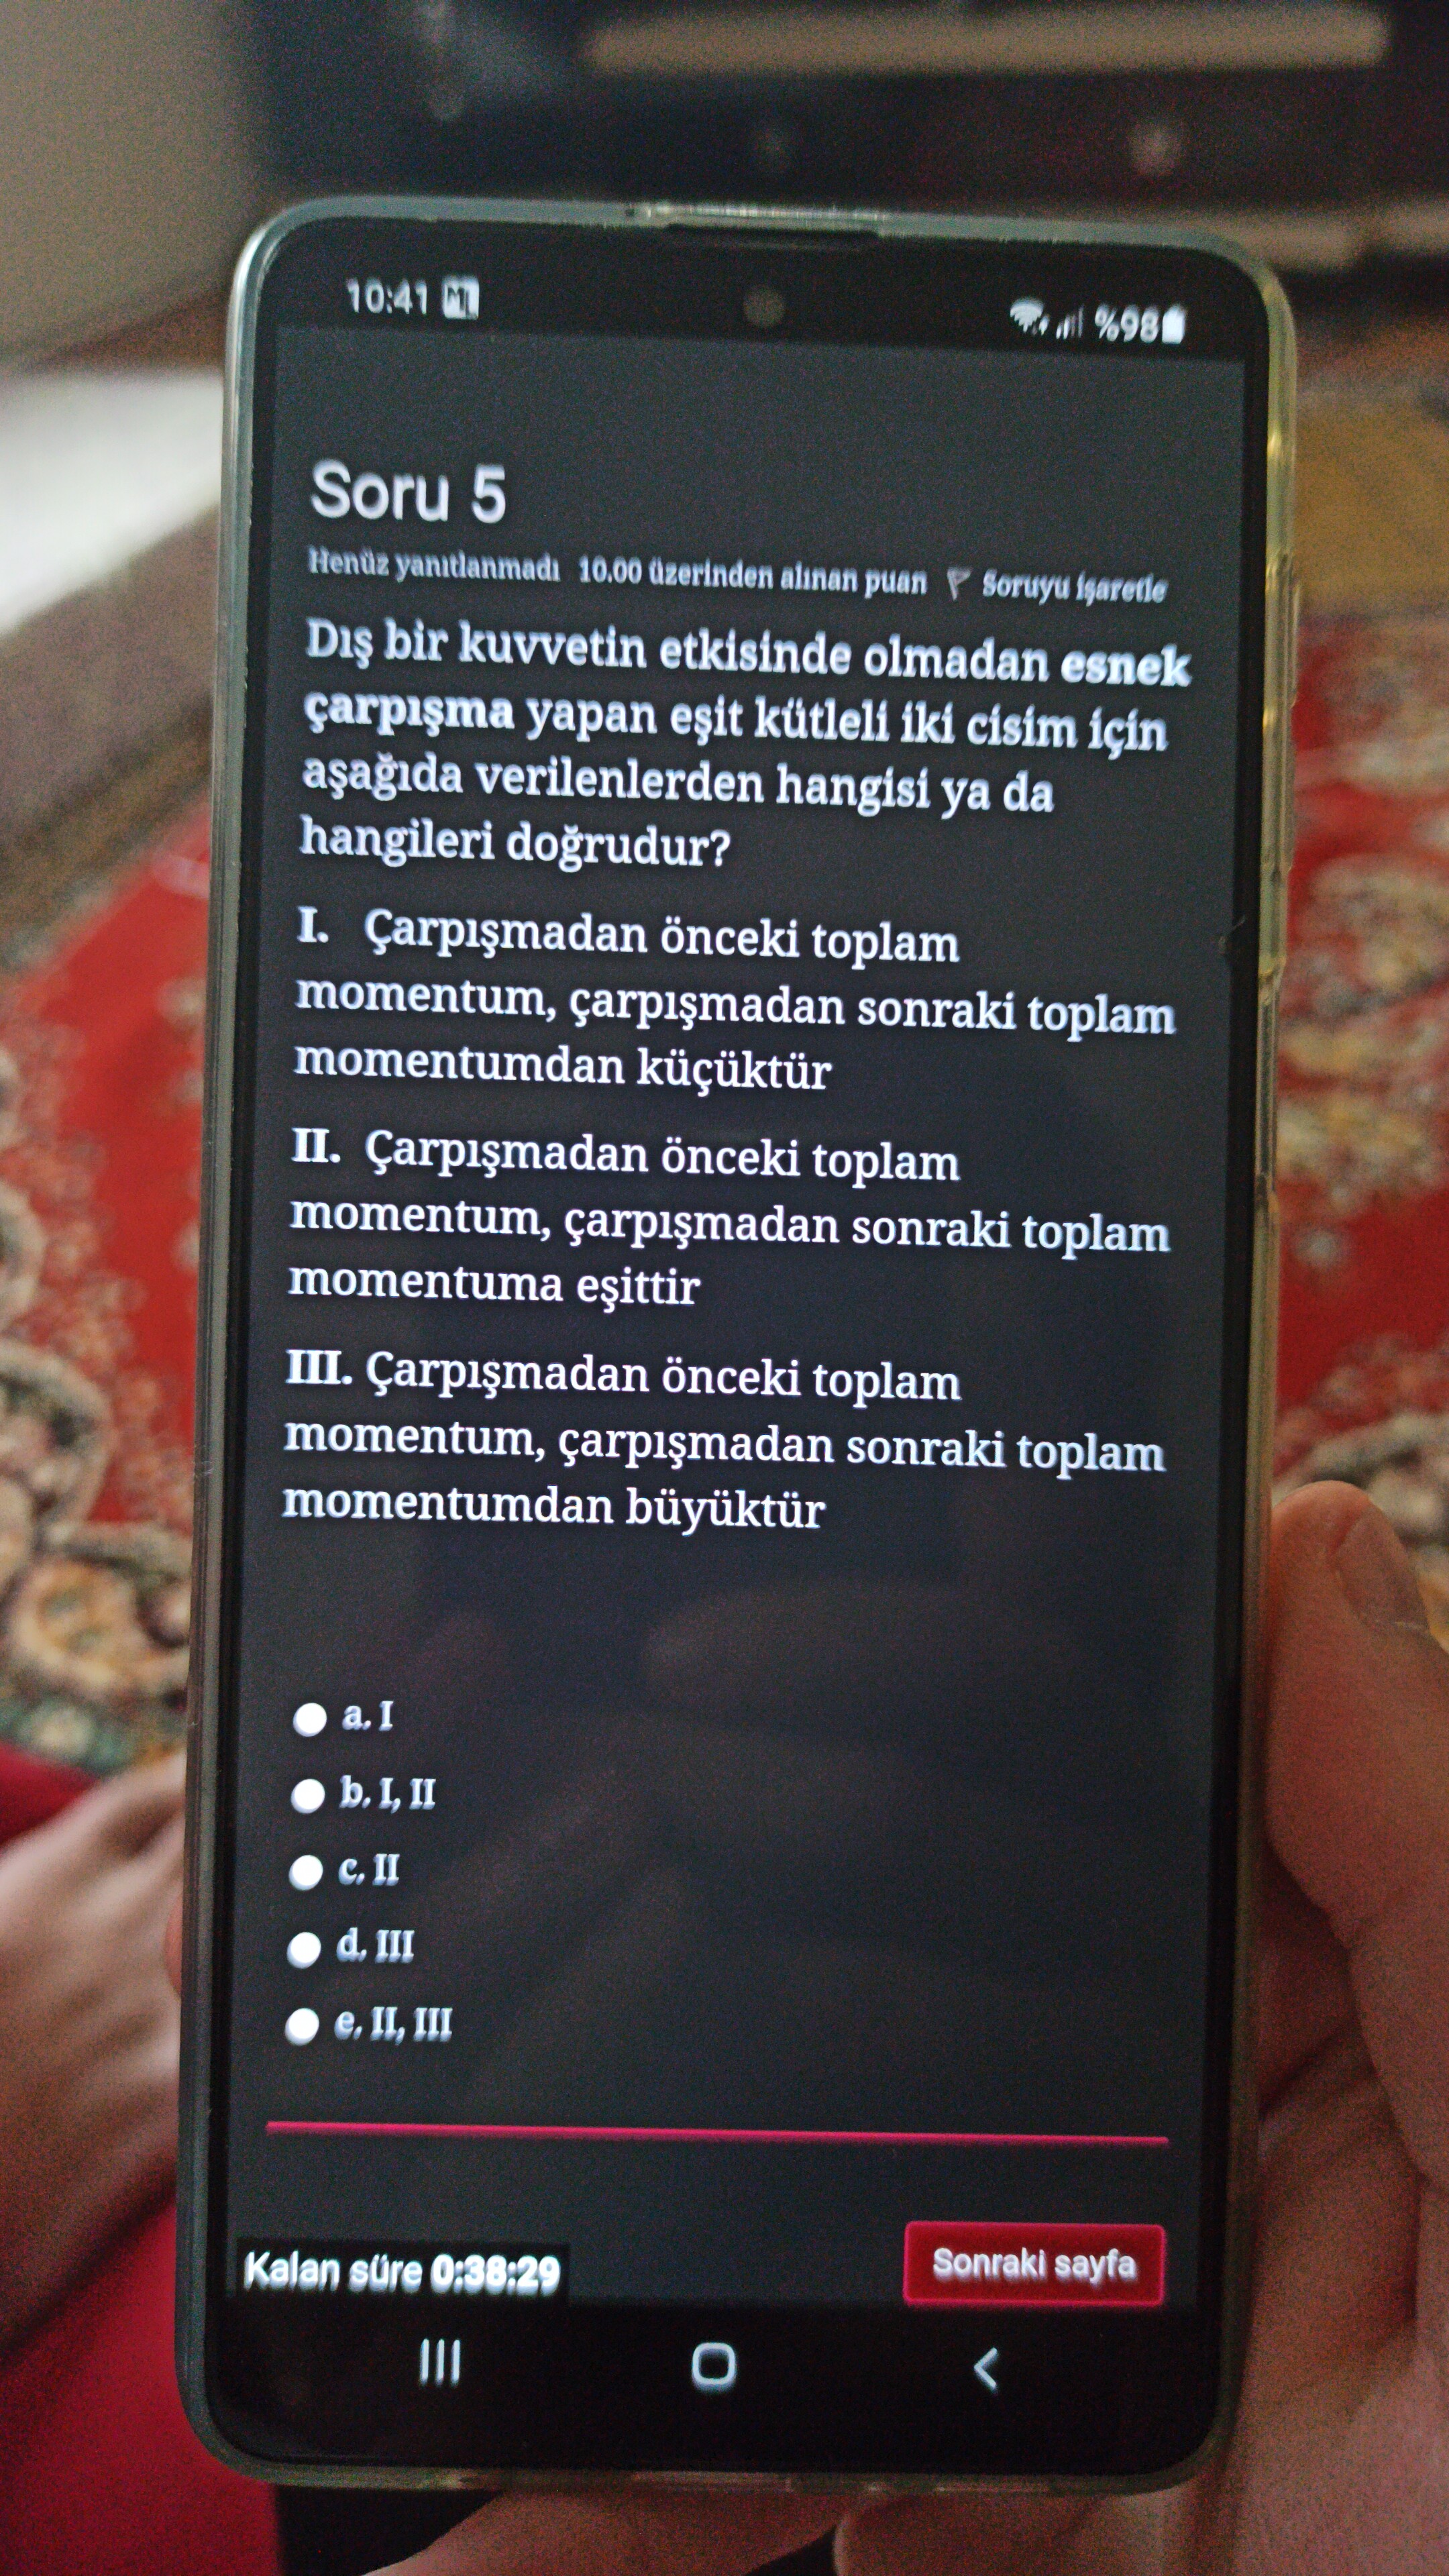 10:41
%98
Soru 5
Henüz yanıtlanmadı 10.00 üzerinden alınan puan Soruyu işaretle
Dış bir kuvvetin etkisinde olmadan esnek
çarpışma yapan eşit kütleli iki cisim için
aşağıda verilenlerden hangisi ya da
hangileri doğrudur?
I. Çarpışmadan önceki toplam
momentum, çarpışmadan sonraki toplam
momentumdan küçüktür
II. Çarpışmadan önceki toplam
momentum, çarpışmadan sonraki toplam
momentuma eşittir
III. Çarpışmadan önceki toplam
momentum, çarpışmadan sonraki toplam
momentumdan büyüktür
a. I
b. I, II
c. II
d. III
e. II, III
Kalan süre 0:38:29
Sonraki sayfa